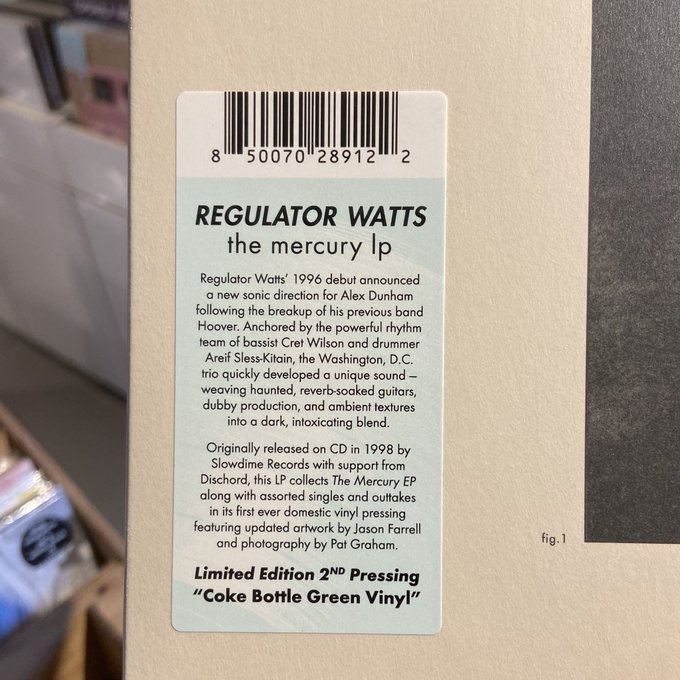 8 50070 28912 2
REGULATOR WATTS
the mercury lp
Regulator Watts' 1996 debut announced
a new sonic direction for Alex Dunham
following the breakup of his previous band
Hoover. Anchored by the powerful rhythm
team of bassist Cret Wilson and drummer
Areif Sless-Kitain, the Washington, D.C.
trio quickly developed a unique sound —
weaving haunted, reverb-soaked guitars,
dubby production, and ambient textures
into a dark, intoxicating blend.
Originally released on CD in 1998 by
Slowdime Records with support from
Dischord, this LP collects The Mercury EP
along with assorted singles and outtakes
in its first ever domestic vinyl pressing
featuring updated artwork by Jason Farrell
and photography by Pat Graham.
Limited Edition 2ND Pressing
"Coke Bottle Green Vinyl"
fig.1